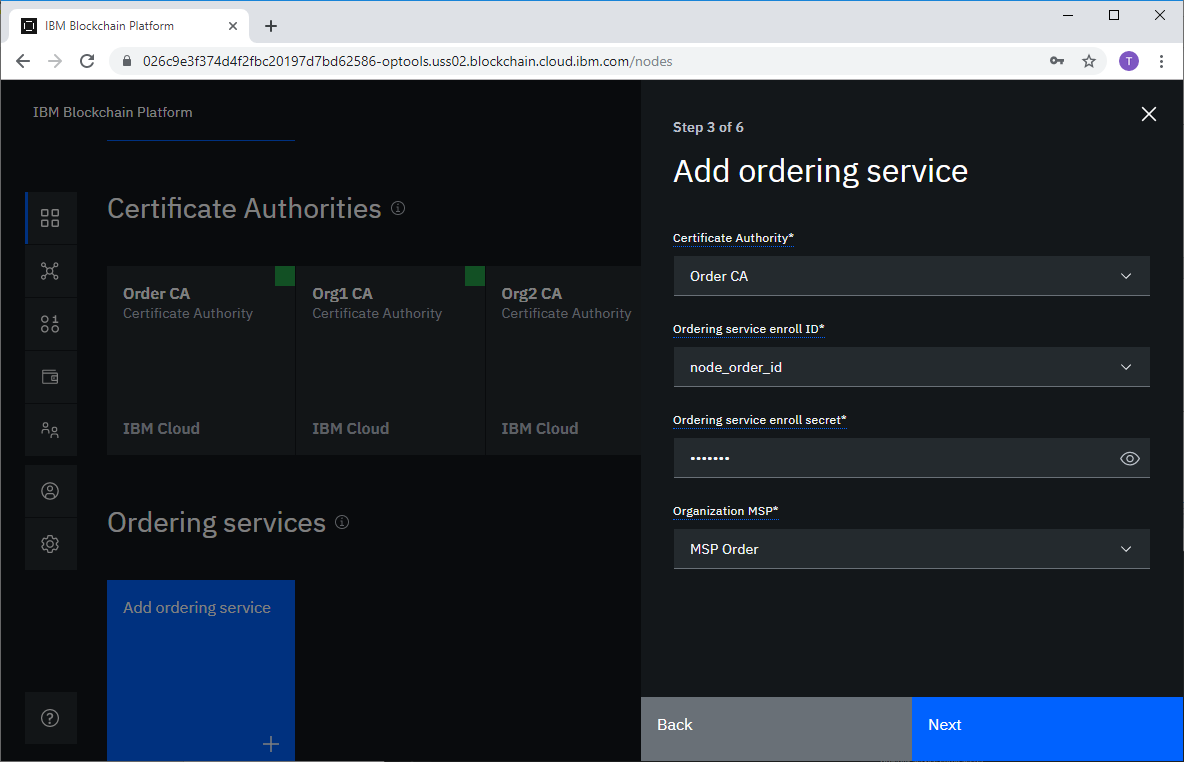 IBM Blockchain Platform
026c9e3f374d4f2fbc20197d7bd62586-optools.uss02.blockchain.cloud.ibm.com/nodes
T
IBM Blockchain Platform
Certificate Authorities
Order CA
Certificate Authority
IBM Cloud
Org1 CA
Certificate Authority
IBM Cloud
Org2 CA
Certificate Authority
IBM Cloud
Ordering services
Add ordering service
Step 3 of 6
Add ordering service
Certificate Authority*
Order CA
Ordering service enroll ID*
node_order_id
Ordering service enroll secret*
•••••••
Organization MSP*
MSP Order
Back
Next